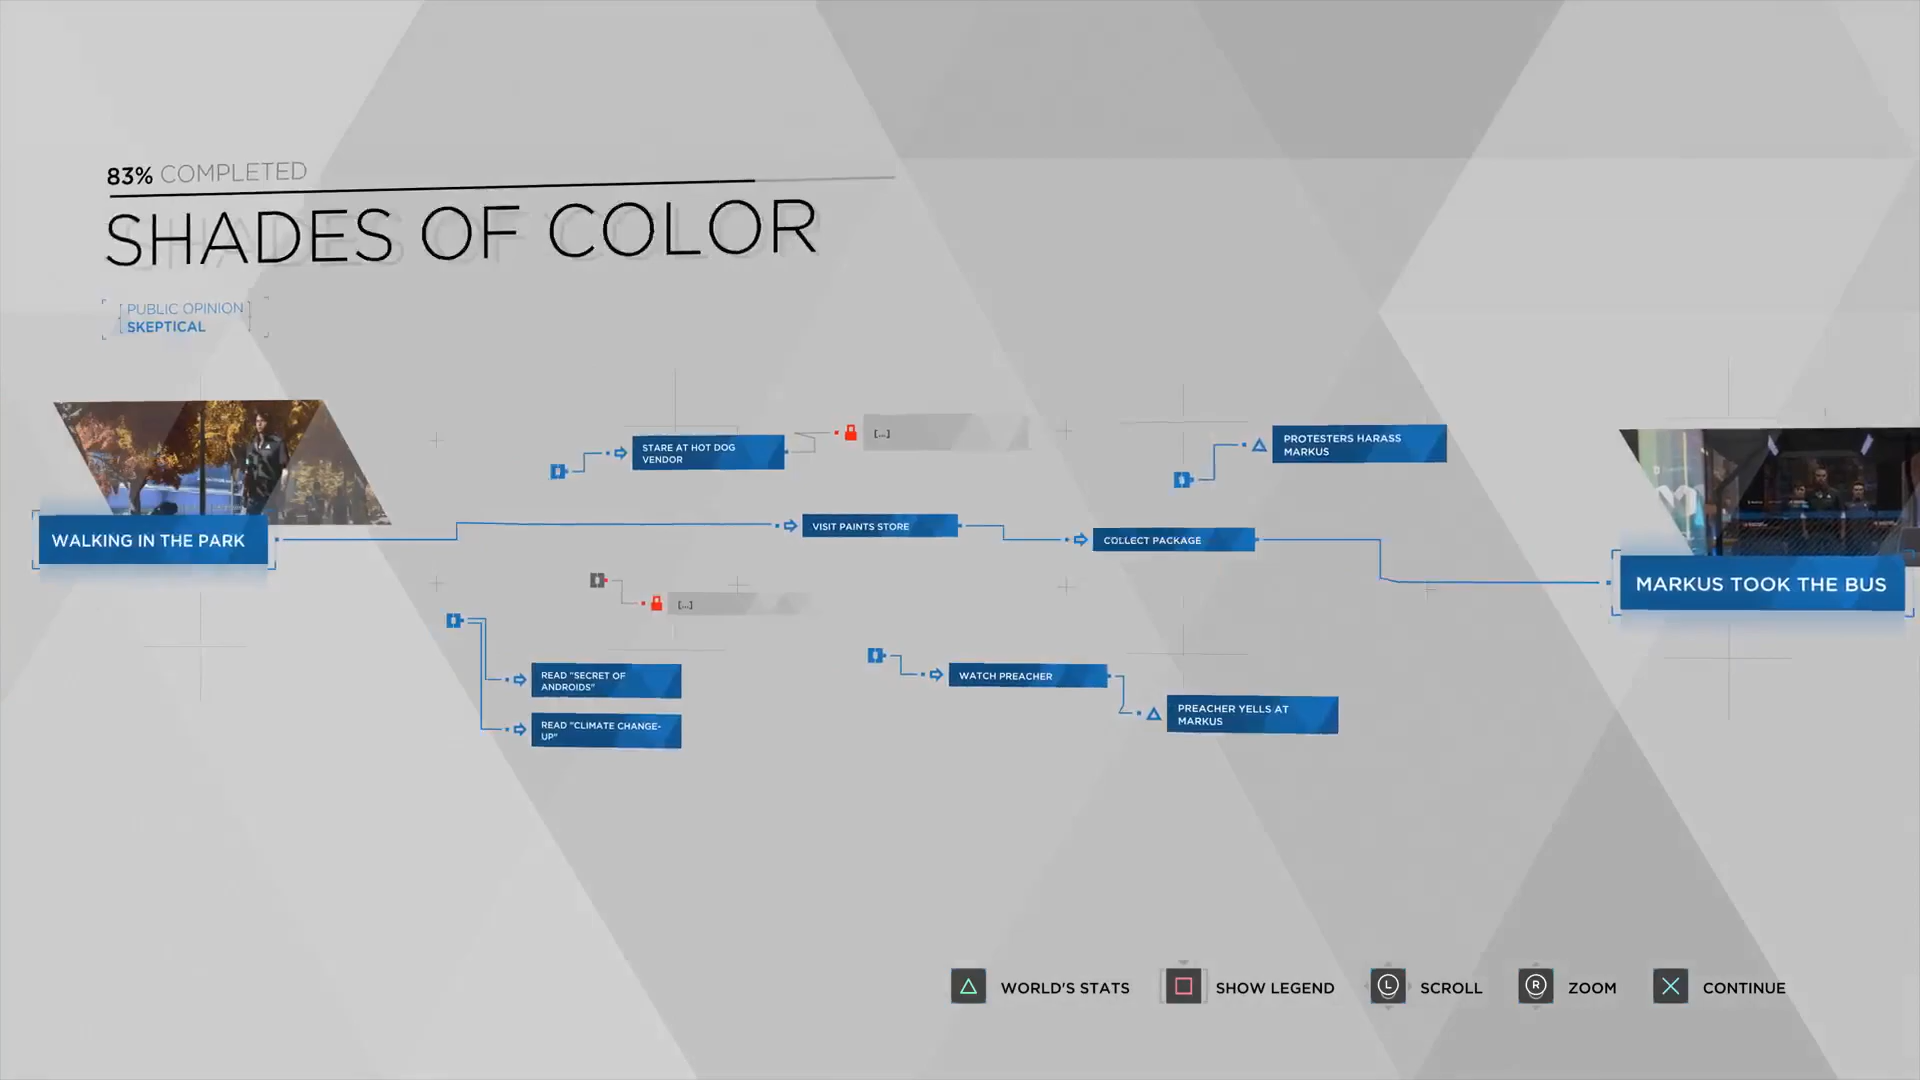 83% COMPLETED
SHADES OF COLOR
PUBLIC OPINION
SKEPTICAL
STARE AT HOT DOG
VENDOR
[...]
PROTESTERS HARASS
MARKUS
WALKING IN THE PARK
VISIT PAINTS STORE
COLLECT PACKAGE
MARKUS TOOK THE BUS
[...]
READ "SECRET OF
ANDROIDS"
READ "CLIMATE CHANGE-
UP"
WATCH PREACHER
PREACHER YELLS AT
MARKUS
WORLD'S STATS
SHOW LEGEND
L
SCROLL
R
ZOOM
CONTINUE